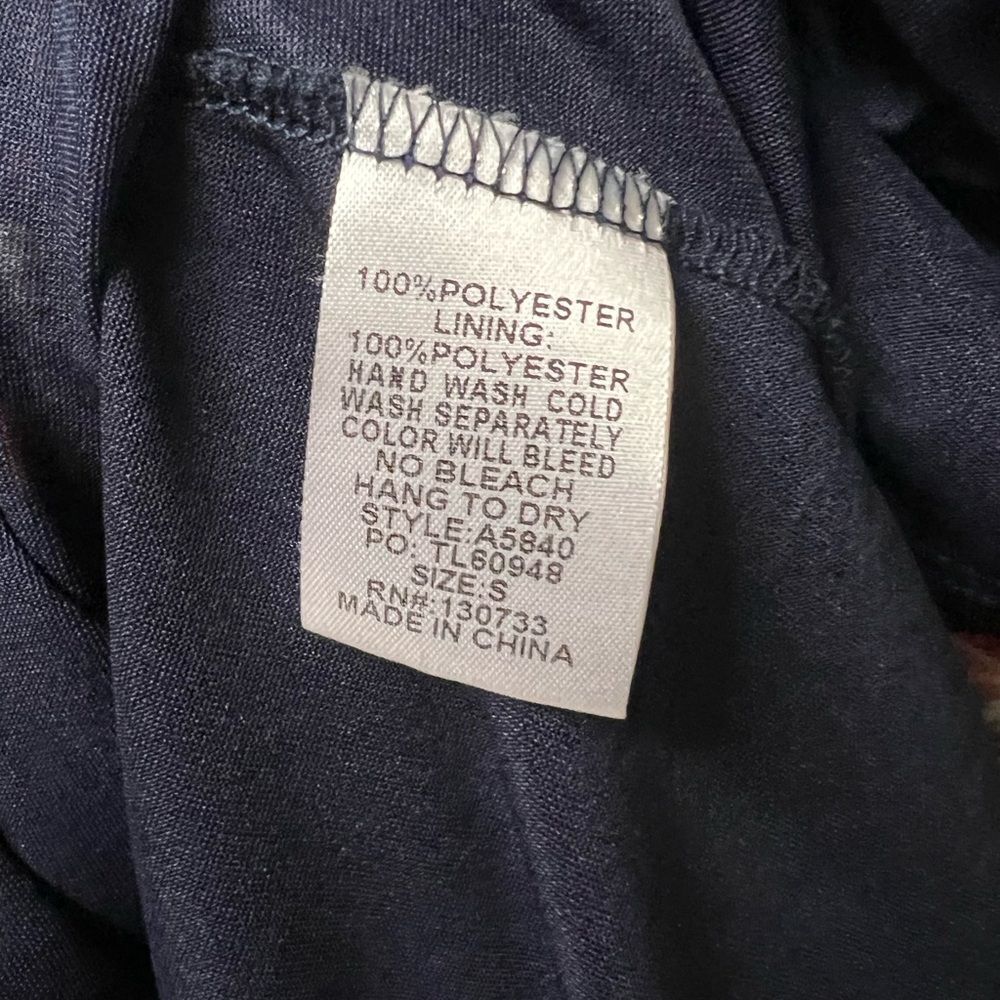 100%POLYESTER
LINING:
100%POLYESTER
HAND WASH COLD
WASH SEPARATELY
COLOR WILL BLEED
NO BLEACH
HANG TO DRY
STYLE:A5840
PO: TL60948
SIZE:S
RN#:130733
MADE IN CHINA